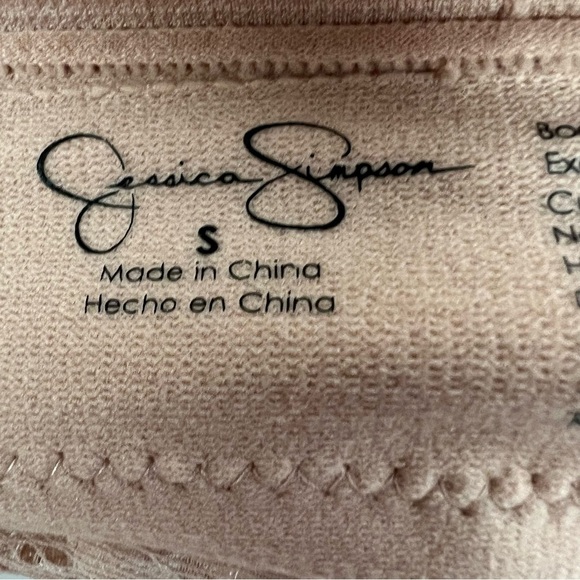 Jessica Simpson
S
Made in China
Hecho en China